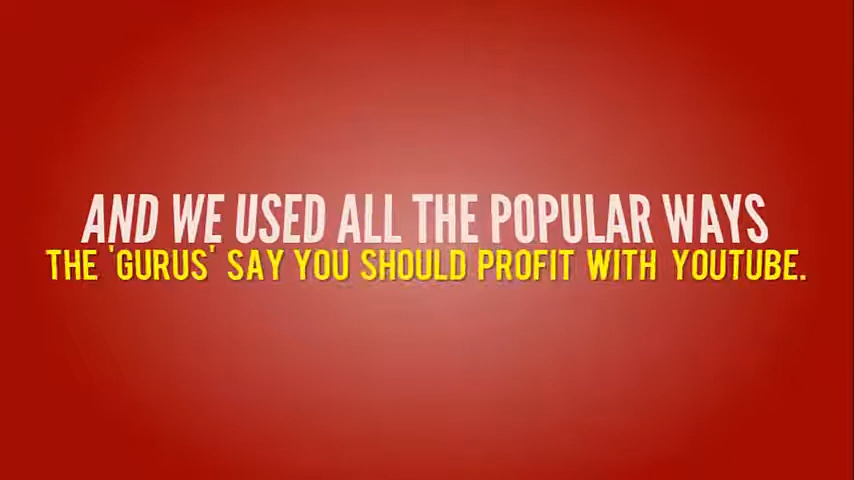 AND WE USED ALL THE POPULAR WAYS
THE 'GURUS' SAY YOU SHOULD PROFIT WITH YOUTUBE.